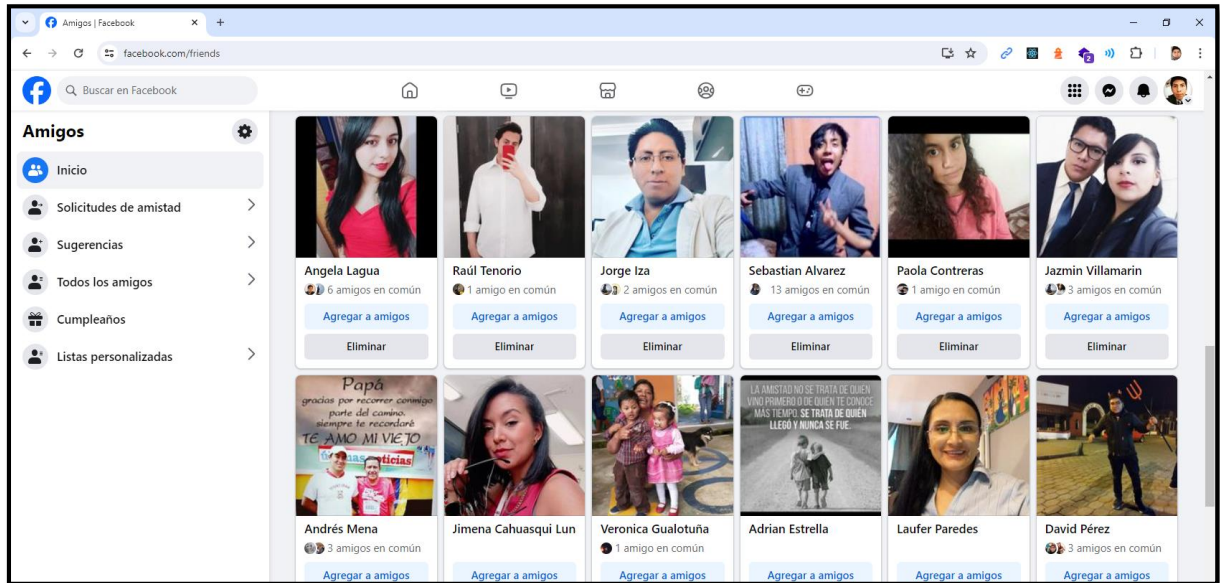 Amigos | Facebook
facebook.com/friends
2
Buscar en Facebook
Amigos
Inicio
Solicitudes de amistad
Sugerencias
Todos los amigos
Cumpleaños
Listas personalizadas
Angela Lagua
6 amigos en común
Agregar a amigos
Eliminar
Raúl Tenorio
1 amigo en común
Agregar a amigos
Eliminar
Jorge Iza
2 amigos en común
Agregar a amigos
Eliminar
Sebastian Alvarez
13 amigos en común
Agregar a amigos
Eliminar
Paola Contreras
1 amigo en común
Agregar a amigos
Eliminar
Jazmin Villamarin
3 amigos en común
Agregar a amigos
Eliminar
Papá
gracias por recorrer conmigo
parte del camino.
siempre te recordaré
TE AMO MI VIEJO
Andrés Mena
3 amigos en común
Agregar a amigos
Jimena Cahuasqui Lun
Agregar a amigos
Veronica Gualotuña
1 amigo en común
Agregar a amigos
LA AMISTAD NO SE TRATA DE QUIEN
VINO PRIMERO O DE QUIEN TE CONOCE
MAS TIEMPO. SE TRATA DE QUIÉN
LLEGÓ Y NUNCA SE FUE.
Adrian Estrella
Agregar a amigos
Laufer Paredes
Agregar a amigos
David Pérez
3 amigos en común
Agregar a amigos